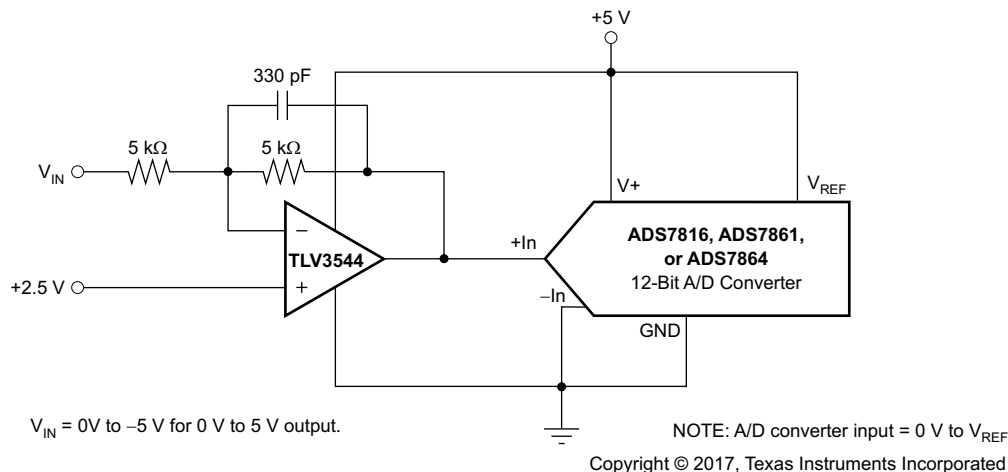 +5 V
330 pF
5 kΩ
5 kΩ
VIN
V+
VREF
−
TLV3544
+
+In
ADS7816, ADS7861,
or ADS7864
12-Bit A/D Converter
+2.5 V
−In
GND
VIN = 0V to −5 V for 0 V to 5 V output.
NOTE: A/D converter input = 0 V to VREF
Copyright © 2017, Texas Instruments Incorporated